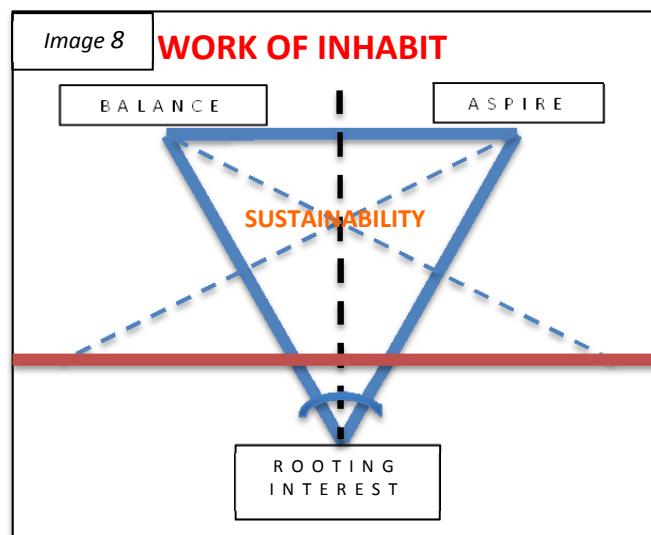 Image 8
WORK OF INHABIT
BALANCE
ASPIRE
SUSTAINABILITY
ROOTING
INTEREST